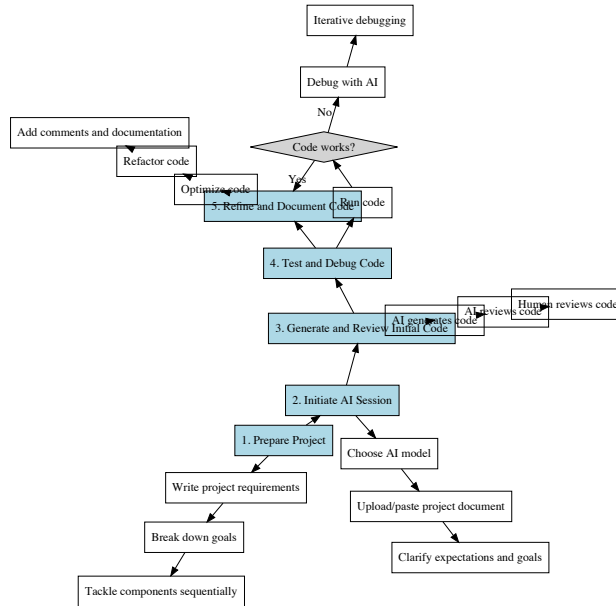 Iterative debugging
Debug with AI
No
Code works?
Add comments and documentation
Refactor code
Yes
Optimize code
5. Refine and Document Code
Run code
4. Test and Debug Code
Human reviews code
AI reviews code
AI generates code
3. Generate and Review Initial Code
2. Initiate AI Session
1. Prepare Project
Choose AI model
Write project requirements
Upload/paste project document
Break down goals
Clarify expectations and goals
Tackle components sequentially